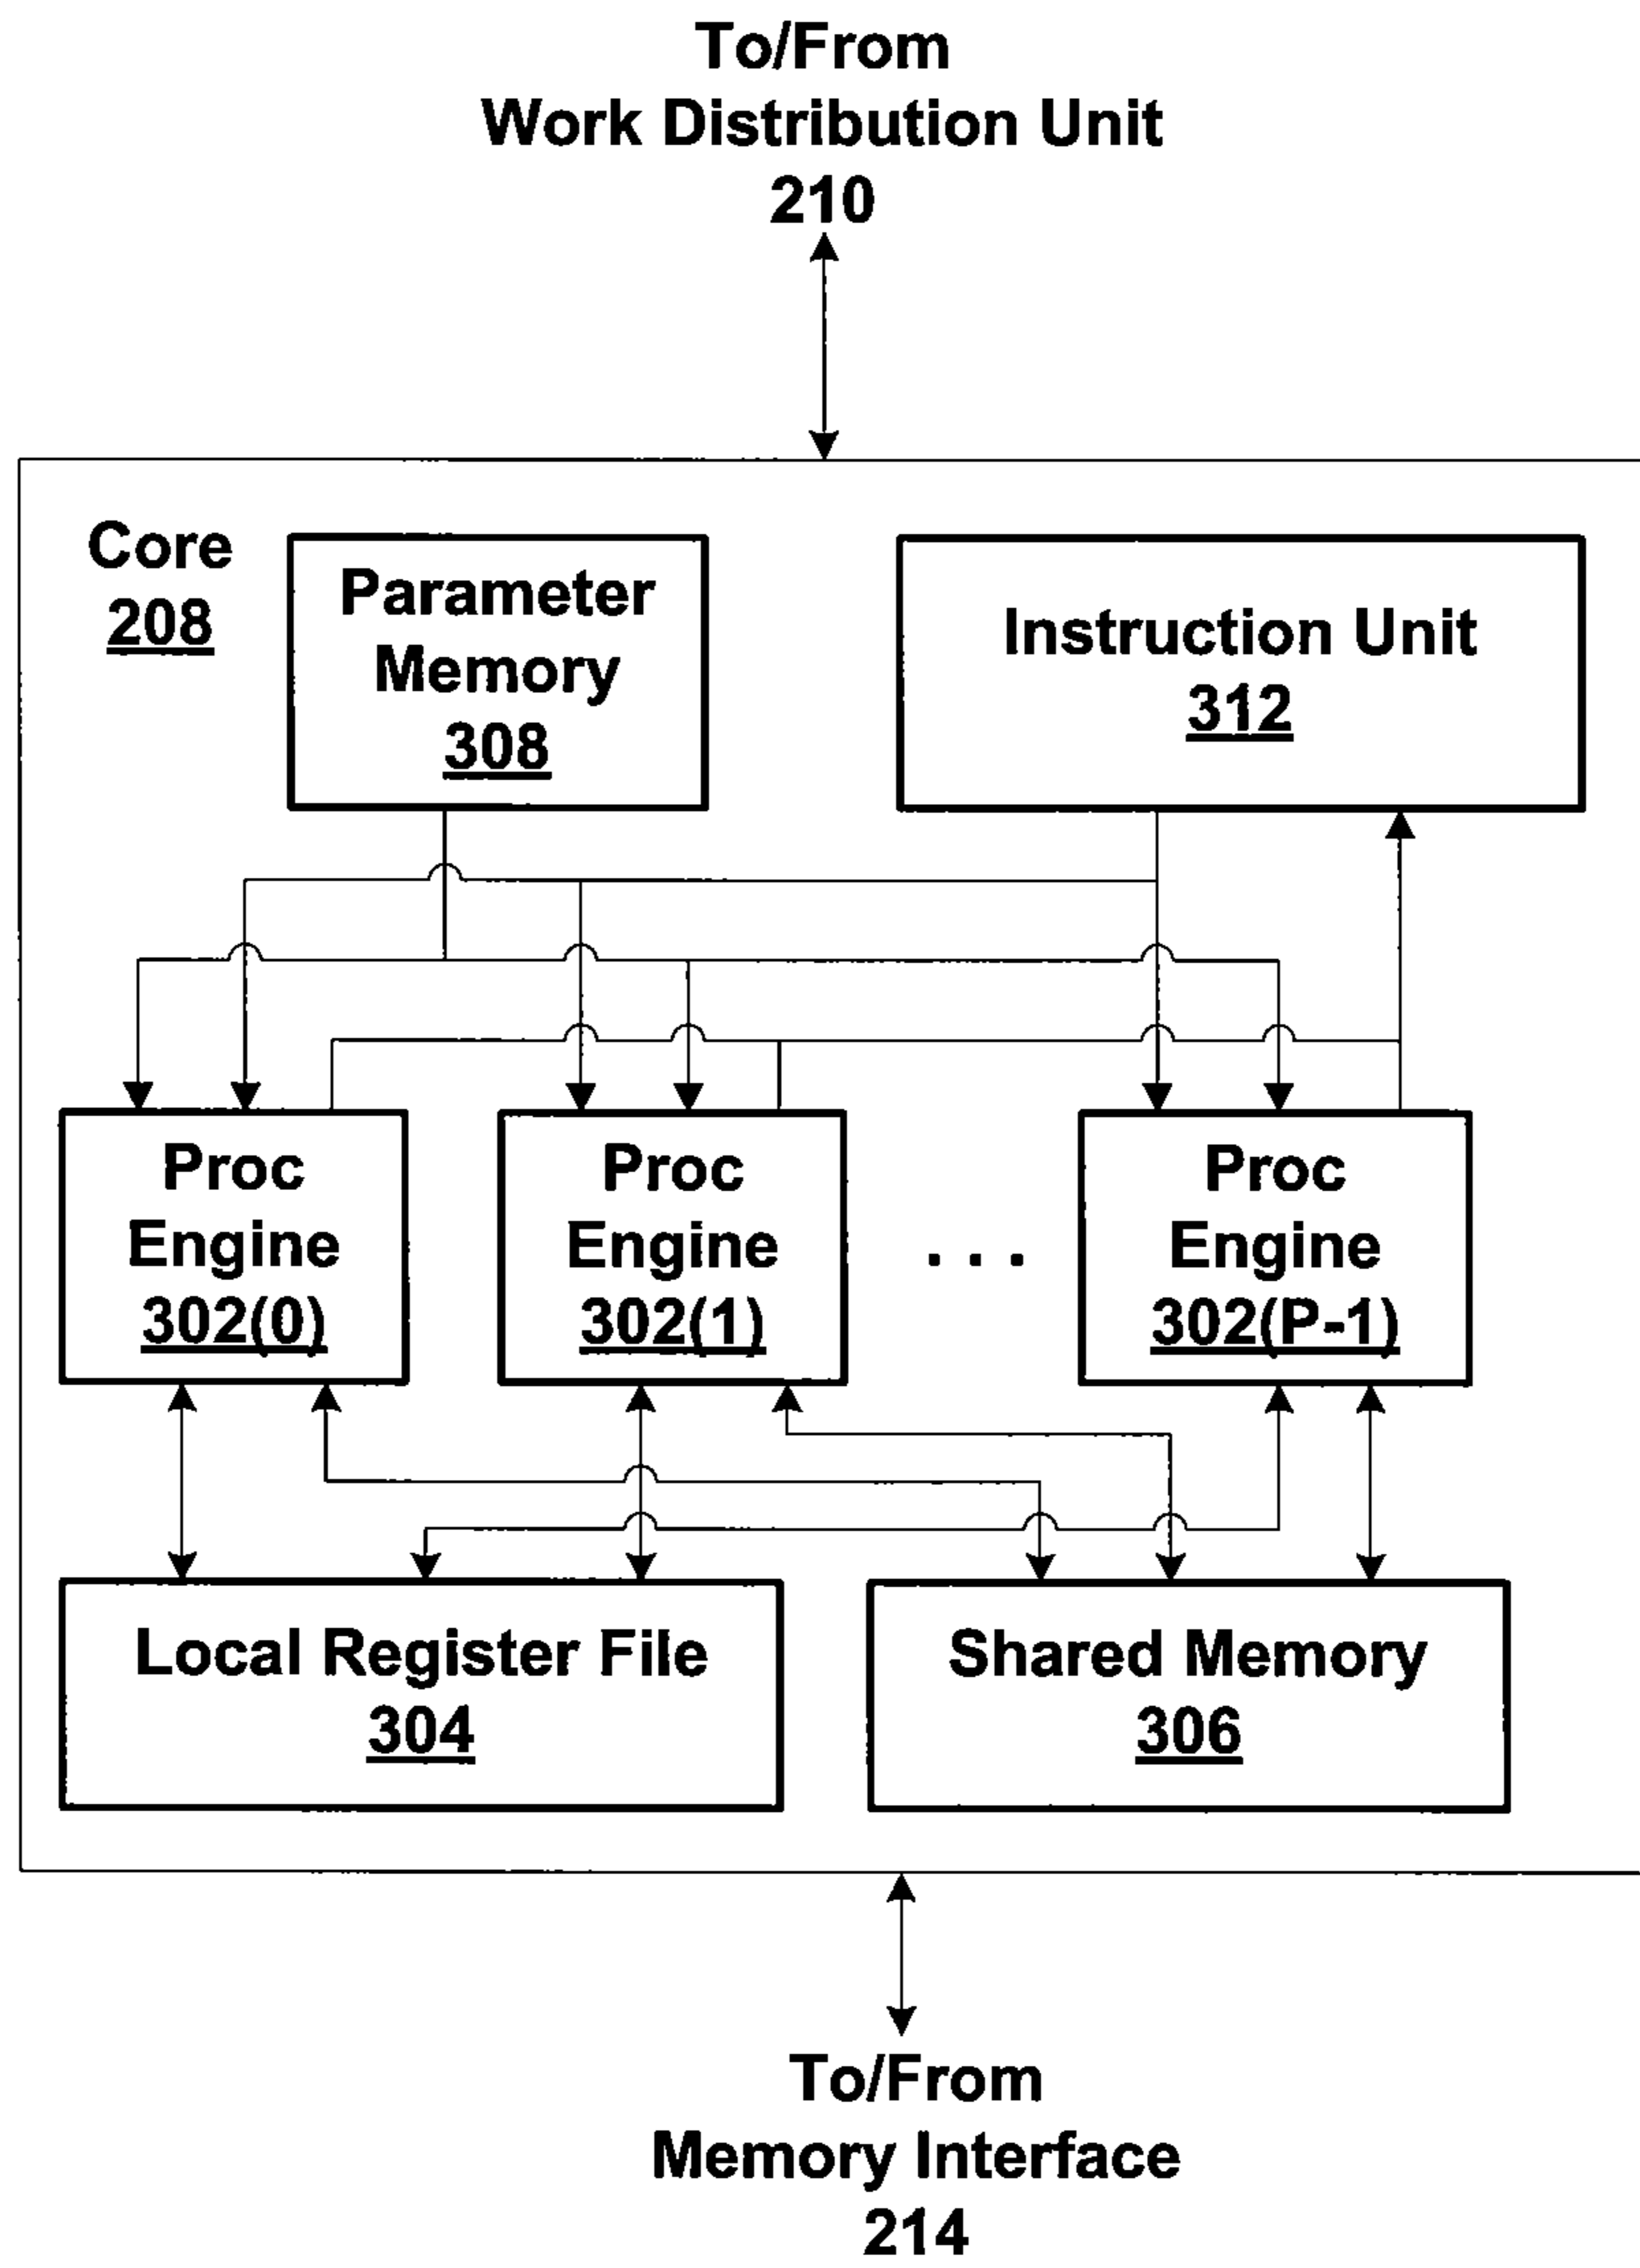 To/From
Work Distribution Unit
210
Core
208
Parameter
Memory
308
Instruction Unit
312
Proc
Engine
302(0)
Proc
Engine
302(1)
. . .
Proc
Engine
302(P-1)
Local Register File
304
Shared Memory
306
To/From
Memory Interface
214